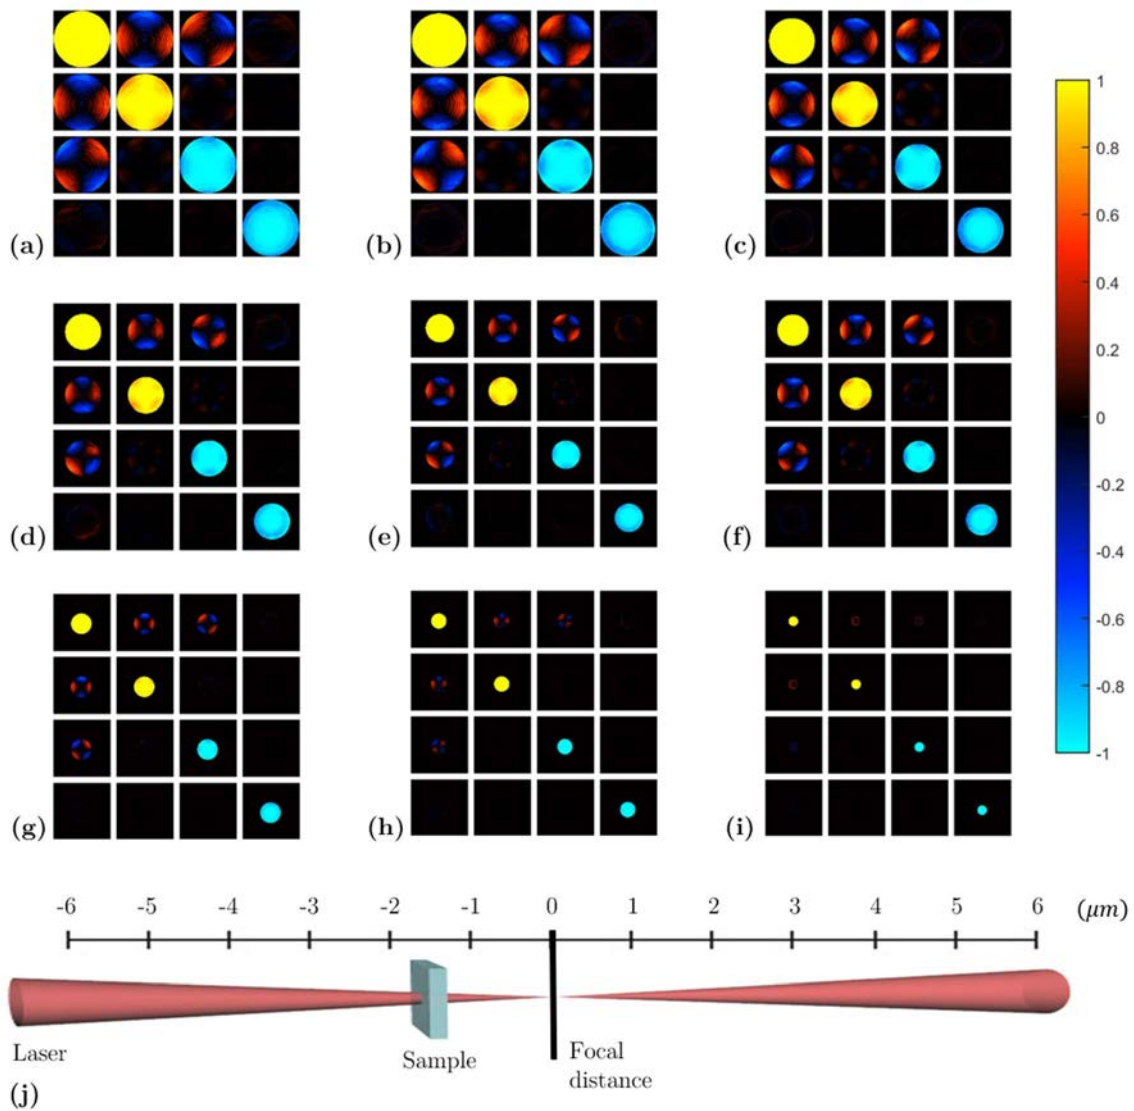 (a)
(b)
(c)
1
0.8
0.6
0.4
0.2
0
-0.2
-0.4
-0.6
-0.8
-1
(d)
(e)
(f)
(g)
(h)
(i)
-6 -5 -4 -3 -2 -1 0 1 2 3 4 5 6 (μm)
Laser
Sample
Focal
distance
(j)